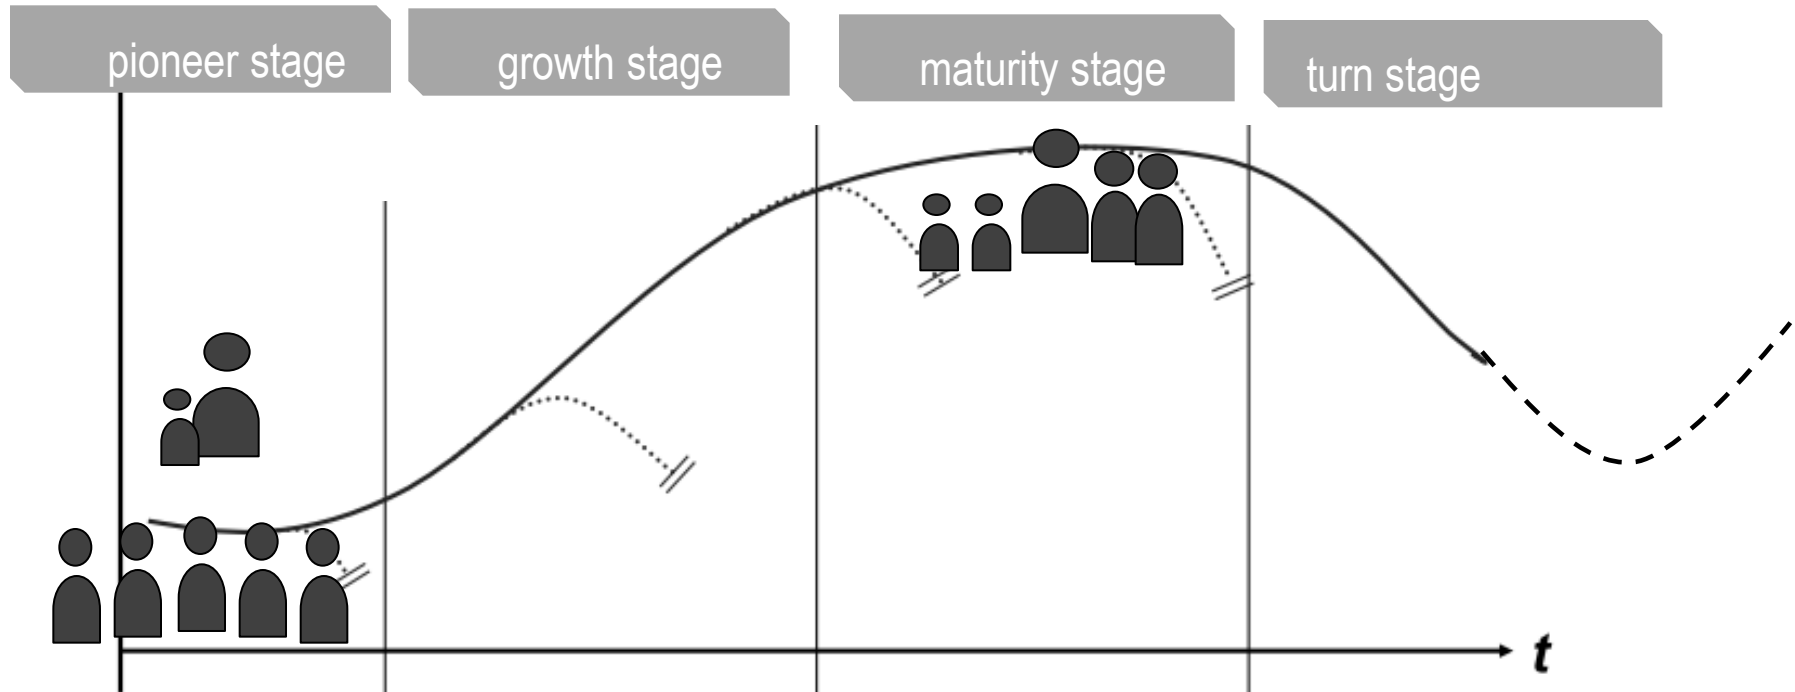 pioneer stage
growth stage
maturity stage
turn stage
t